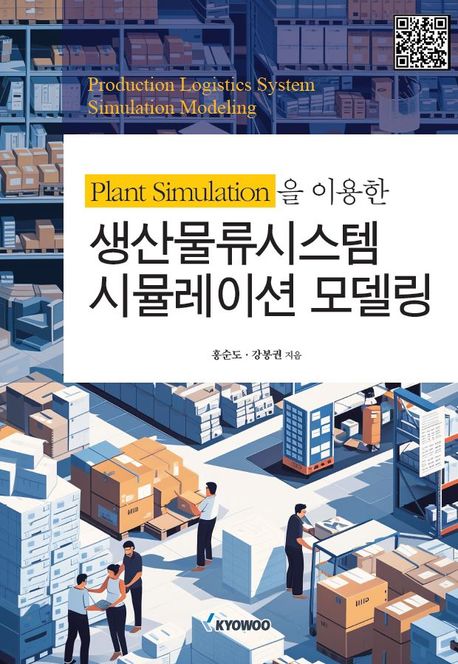 Production Logistics System
Simulation Modeling
Plant Simulation을 이용한
생산물류시스템
시뮬레이션 모델링
홍순도 · 강봉권 지음
KYOWOO